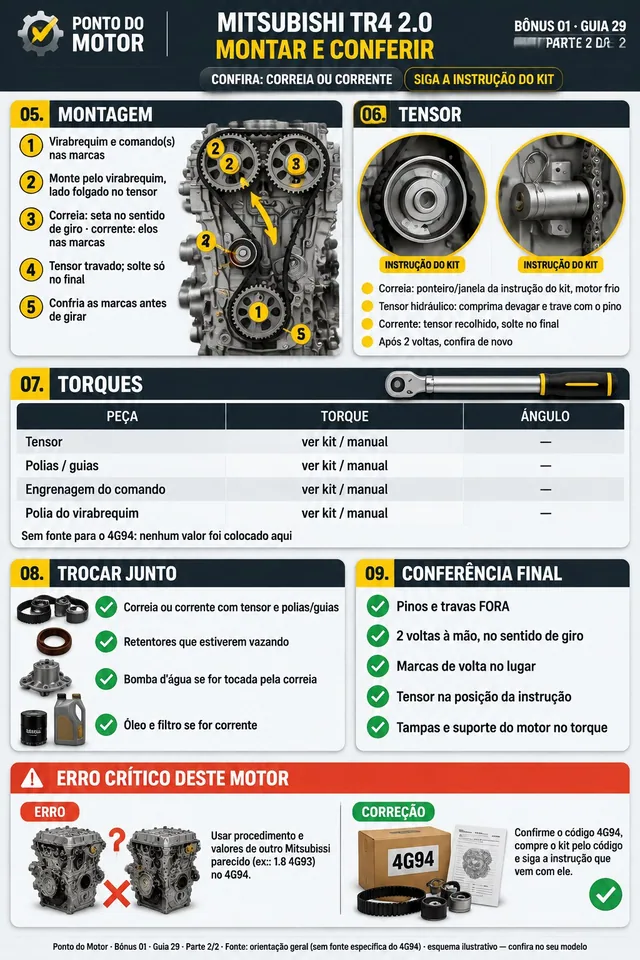 PONTO DO
MOTOR
MITSUBISHI TR4 2.0
MONTAR E CONFERIR
CONFIRA: CORREIA OU CORRENTE
SIGA A INSTRUÇÃO DO KIT
BÔNUS 01 · GUIA 29
PARTE 2
2
05. MONTAGEM
1 Virabrequim e comando(s)
nas marcas
2 Monte pelo virabrequim,
lado folgado no tensor
3 Correia: seta no sentido
de giro · corrente: elos
nas marcas
4 Tensor travado; solte só
no final
5 Confria as marcas antes
de girar
2
2
3
2
1
5
06. TENSOR
INSTRUÇÃO DO KIT
INSTRUÇÃO DO KIT
Correia: ponteiro/janela da instrução do kit, motor frio
Tensor hidráulico: comprima devagar e trave com o pino
Corrente: tensor recolhido, solte no final
Após 2 voltas, confira de novo
07. TORQUES
PEÇA TORQUE ÂNGULO
Tensor ver kit / manual —
Polias / guias ver kit / manual —
Engrenagem do comando ver kit / manual —
Polia do virabrequim ver kit / manual —
Sem fonte para o 4G94: nenhum valor foi colocado aqui
08. TROCAR JUNTO
Correia ou corrente com tensor e polias/guias
Retentores que estiverem vazando
Bomba d'água se for tocada pela correia
Óleo e filtro se for corrente
09. CONFERÊNCIA FINAL
Pinos e travas FORA
2 voltas à mão, no sentido de giro
Marcas de volta no lugar
Tensor na posição da instrução
Tampas e suporte do motor no torque
ERRO CRÍTICO DESTE MOTOR
ERRO
?
Usar procedimento e
valores de outro Mitsubissi
parecido (ex:: 1.8 4G93)
no 4G94.
CORREÇÃO
4G94
Confirme o código 4G94,
compre o kit pelo código
e siga a instrução que
vem com ele.
Ponto do Motor · Bônus 01 · Guia 29 · Parte 2/2 · Fonte: orientação geral (sem fonte específica do 4G94) · esquema ilustrativo — confira no seu modelo